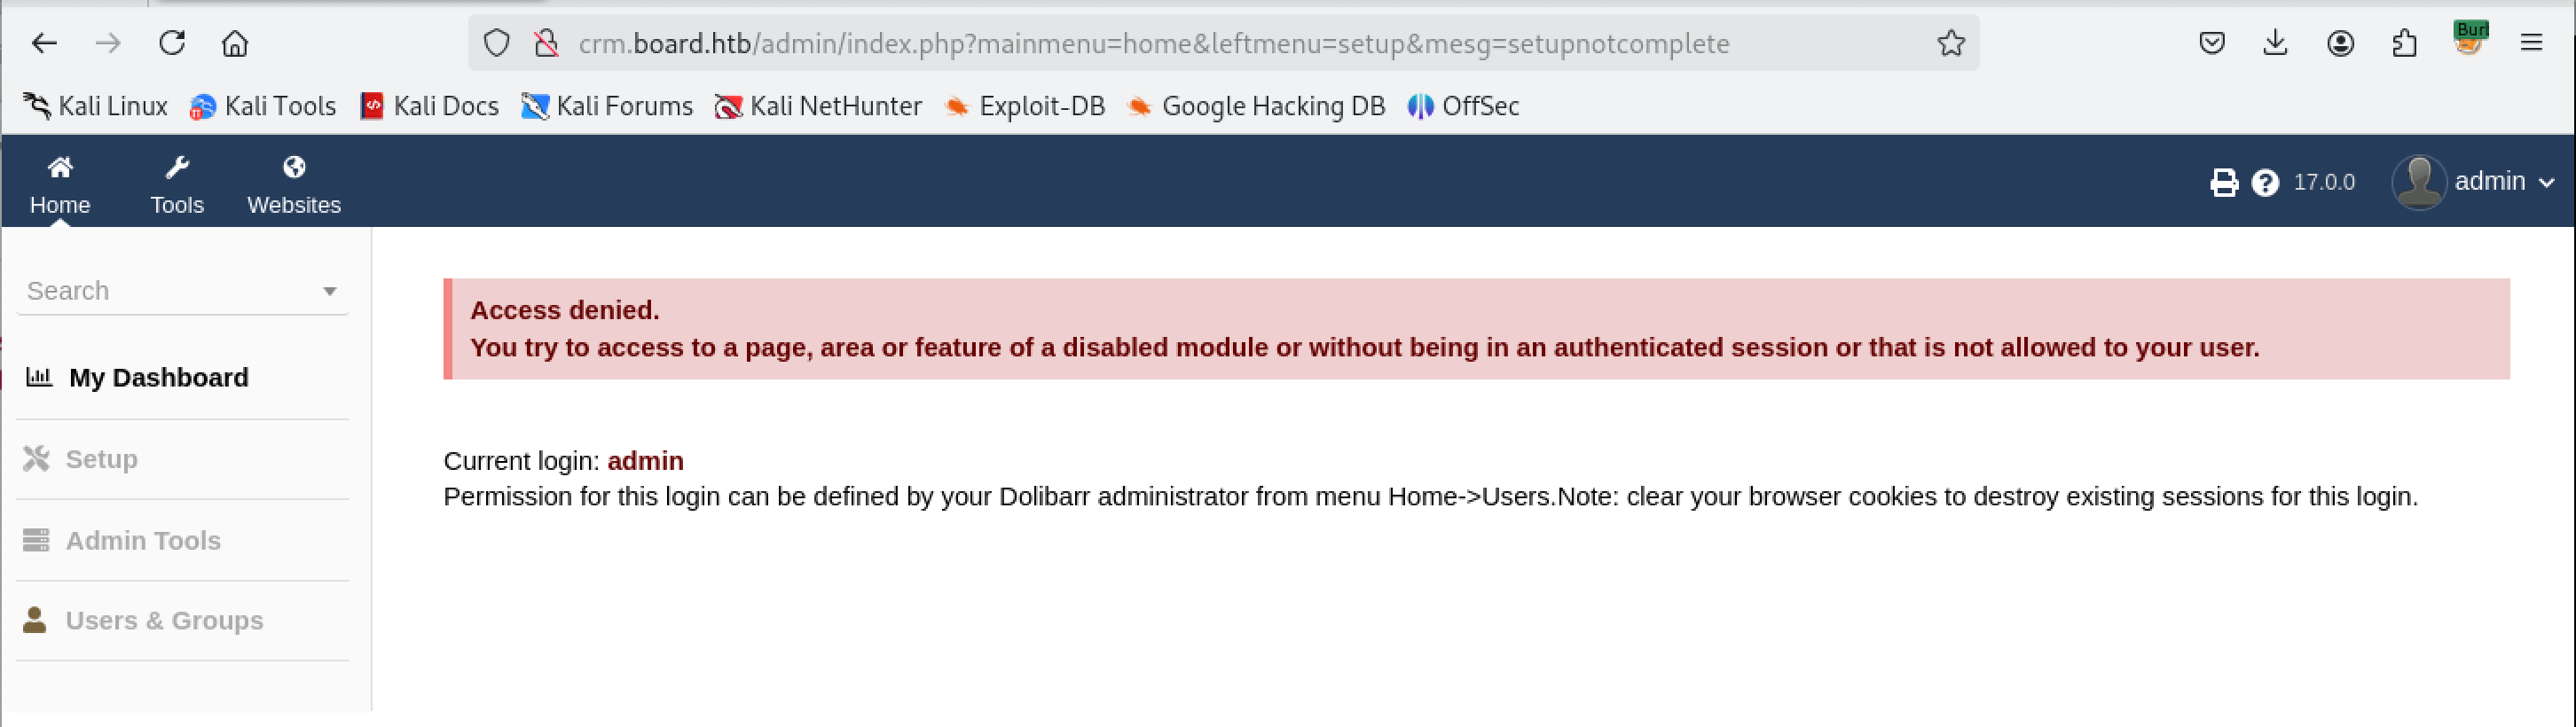 crm.board.htb/admin/index.php?mainmenu=home&leftmenu=setup&mesg=setupnotcomplete
Kali Linux Kali Tools Kali Docs Kali Forums Kali NetHunter Exploit-DB Google Hacking DB OffSec
Home Tools Websites
17.0.0 admin
Search
My Dashboard
Setup
Admin Tools
Users & Groups
Access denied.
You try to access to a page, area or feature of a disabled module or without being in an authenticated session or that is not allowed to your user.
Current login: admin
Permission for this login can be defined by your Dolibarr administrator from menu Home->Users.Note: clear your browser cookies to destroy existing sessions for this login.